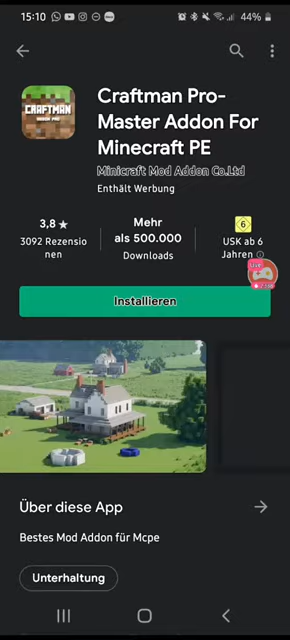 15:10
44%
CRAFTMAN
Craftman Pro-
Master Addon For
Minecraft PE
Minicraft Mod Addon Co.Ltd
Enthält Werbung
3,8★
3092 Rezensio
nen
Mehr
als 500.000
Downloads
6
USK ab 6
Jahren
Live
Installieren
Über diese App
Bestes Mod Addon für Mcpe
Unterhaltung